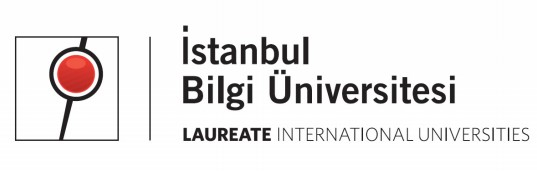 İstanbul
Bilgi Üniversitesi
LAUREATE INTERNATIONAL UNIVERSITIES